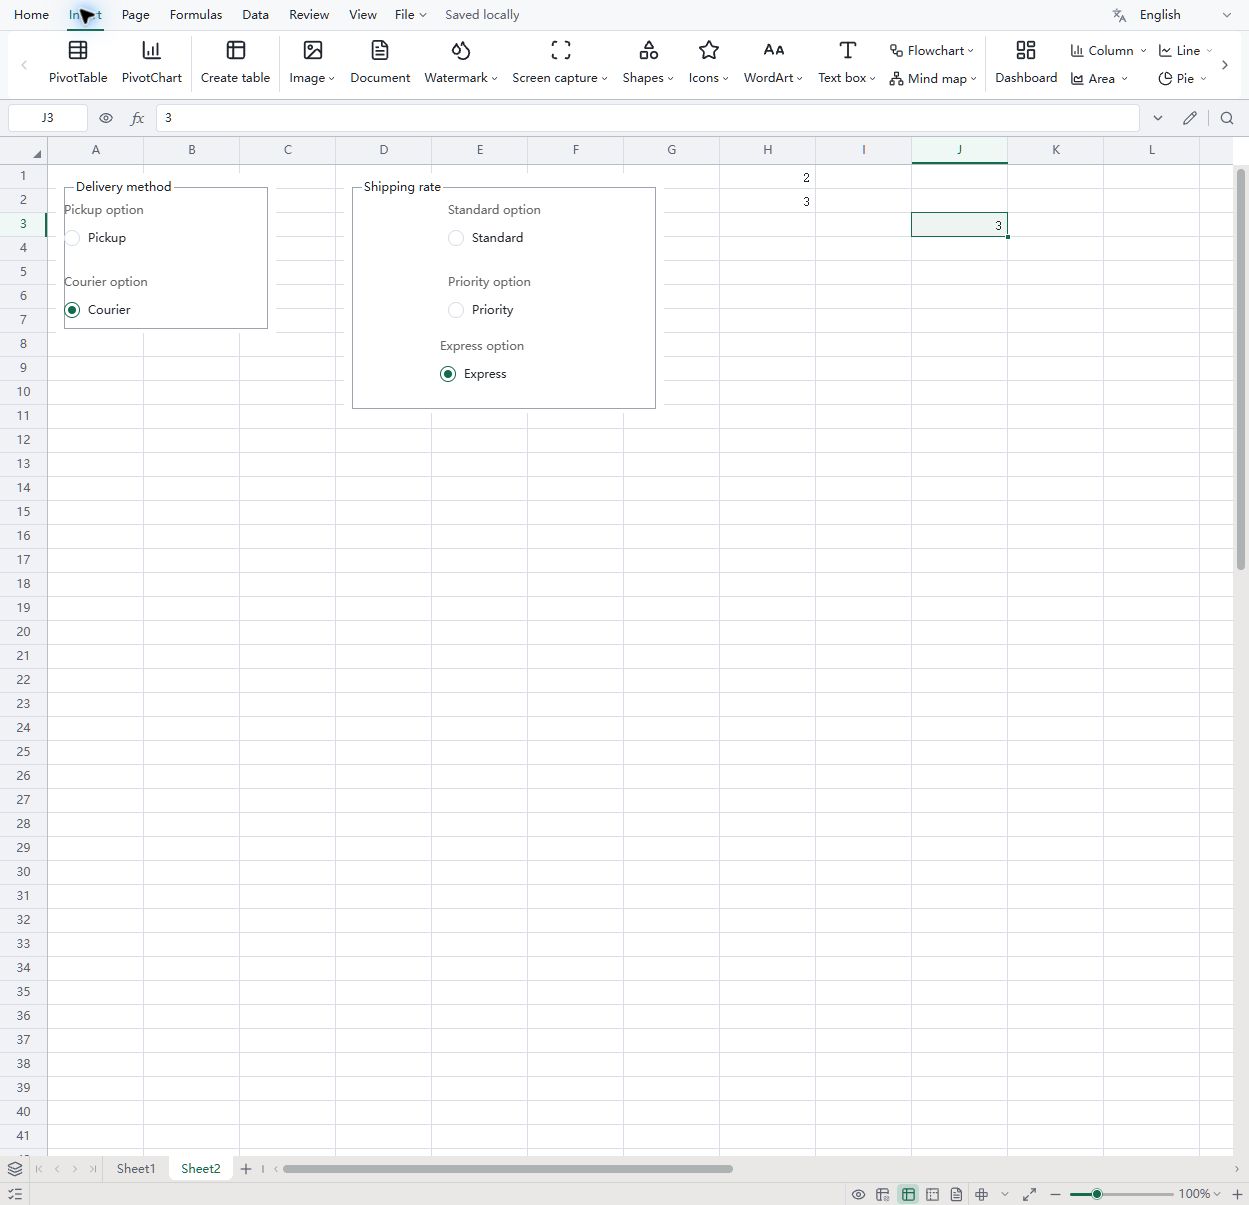 Home Insert Page Formulas Data Review View File Saved locally English
PivotTable PivotChart Create table Image Document Watermark Screen capture Shapes Icons WordArt Text box Flowchart Mind map Dashboard Column Line Area Pie
J3 fx 3
A B C D E F G H I J K L
1 2
2 3
3 3
4
5
6
7
8
9
10
11
12
13
14
15
16
17
18
19
20
21
22
23
24
25
26
27
28
29
30
31
32
33
34
35
36
37
38
39
40
41
Delivery method
Pickup option
Pickup
Courier option
Courier
Shipping rate
Standard option
Standard
Priority option
Priority
Express option
Express
Sheet1 Sheet2
100%